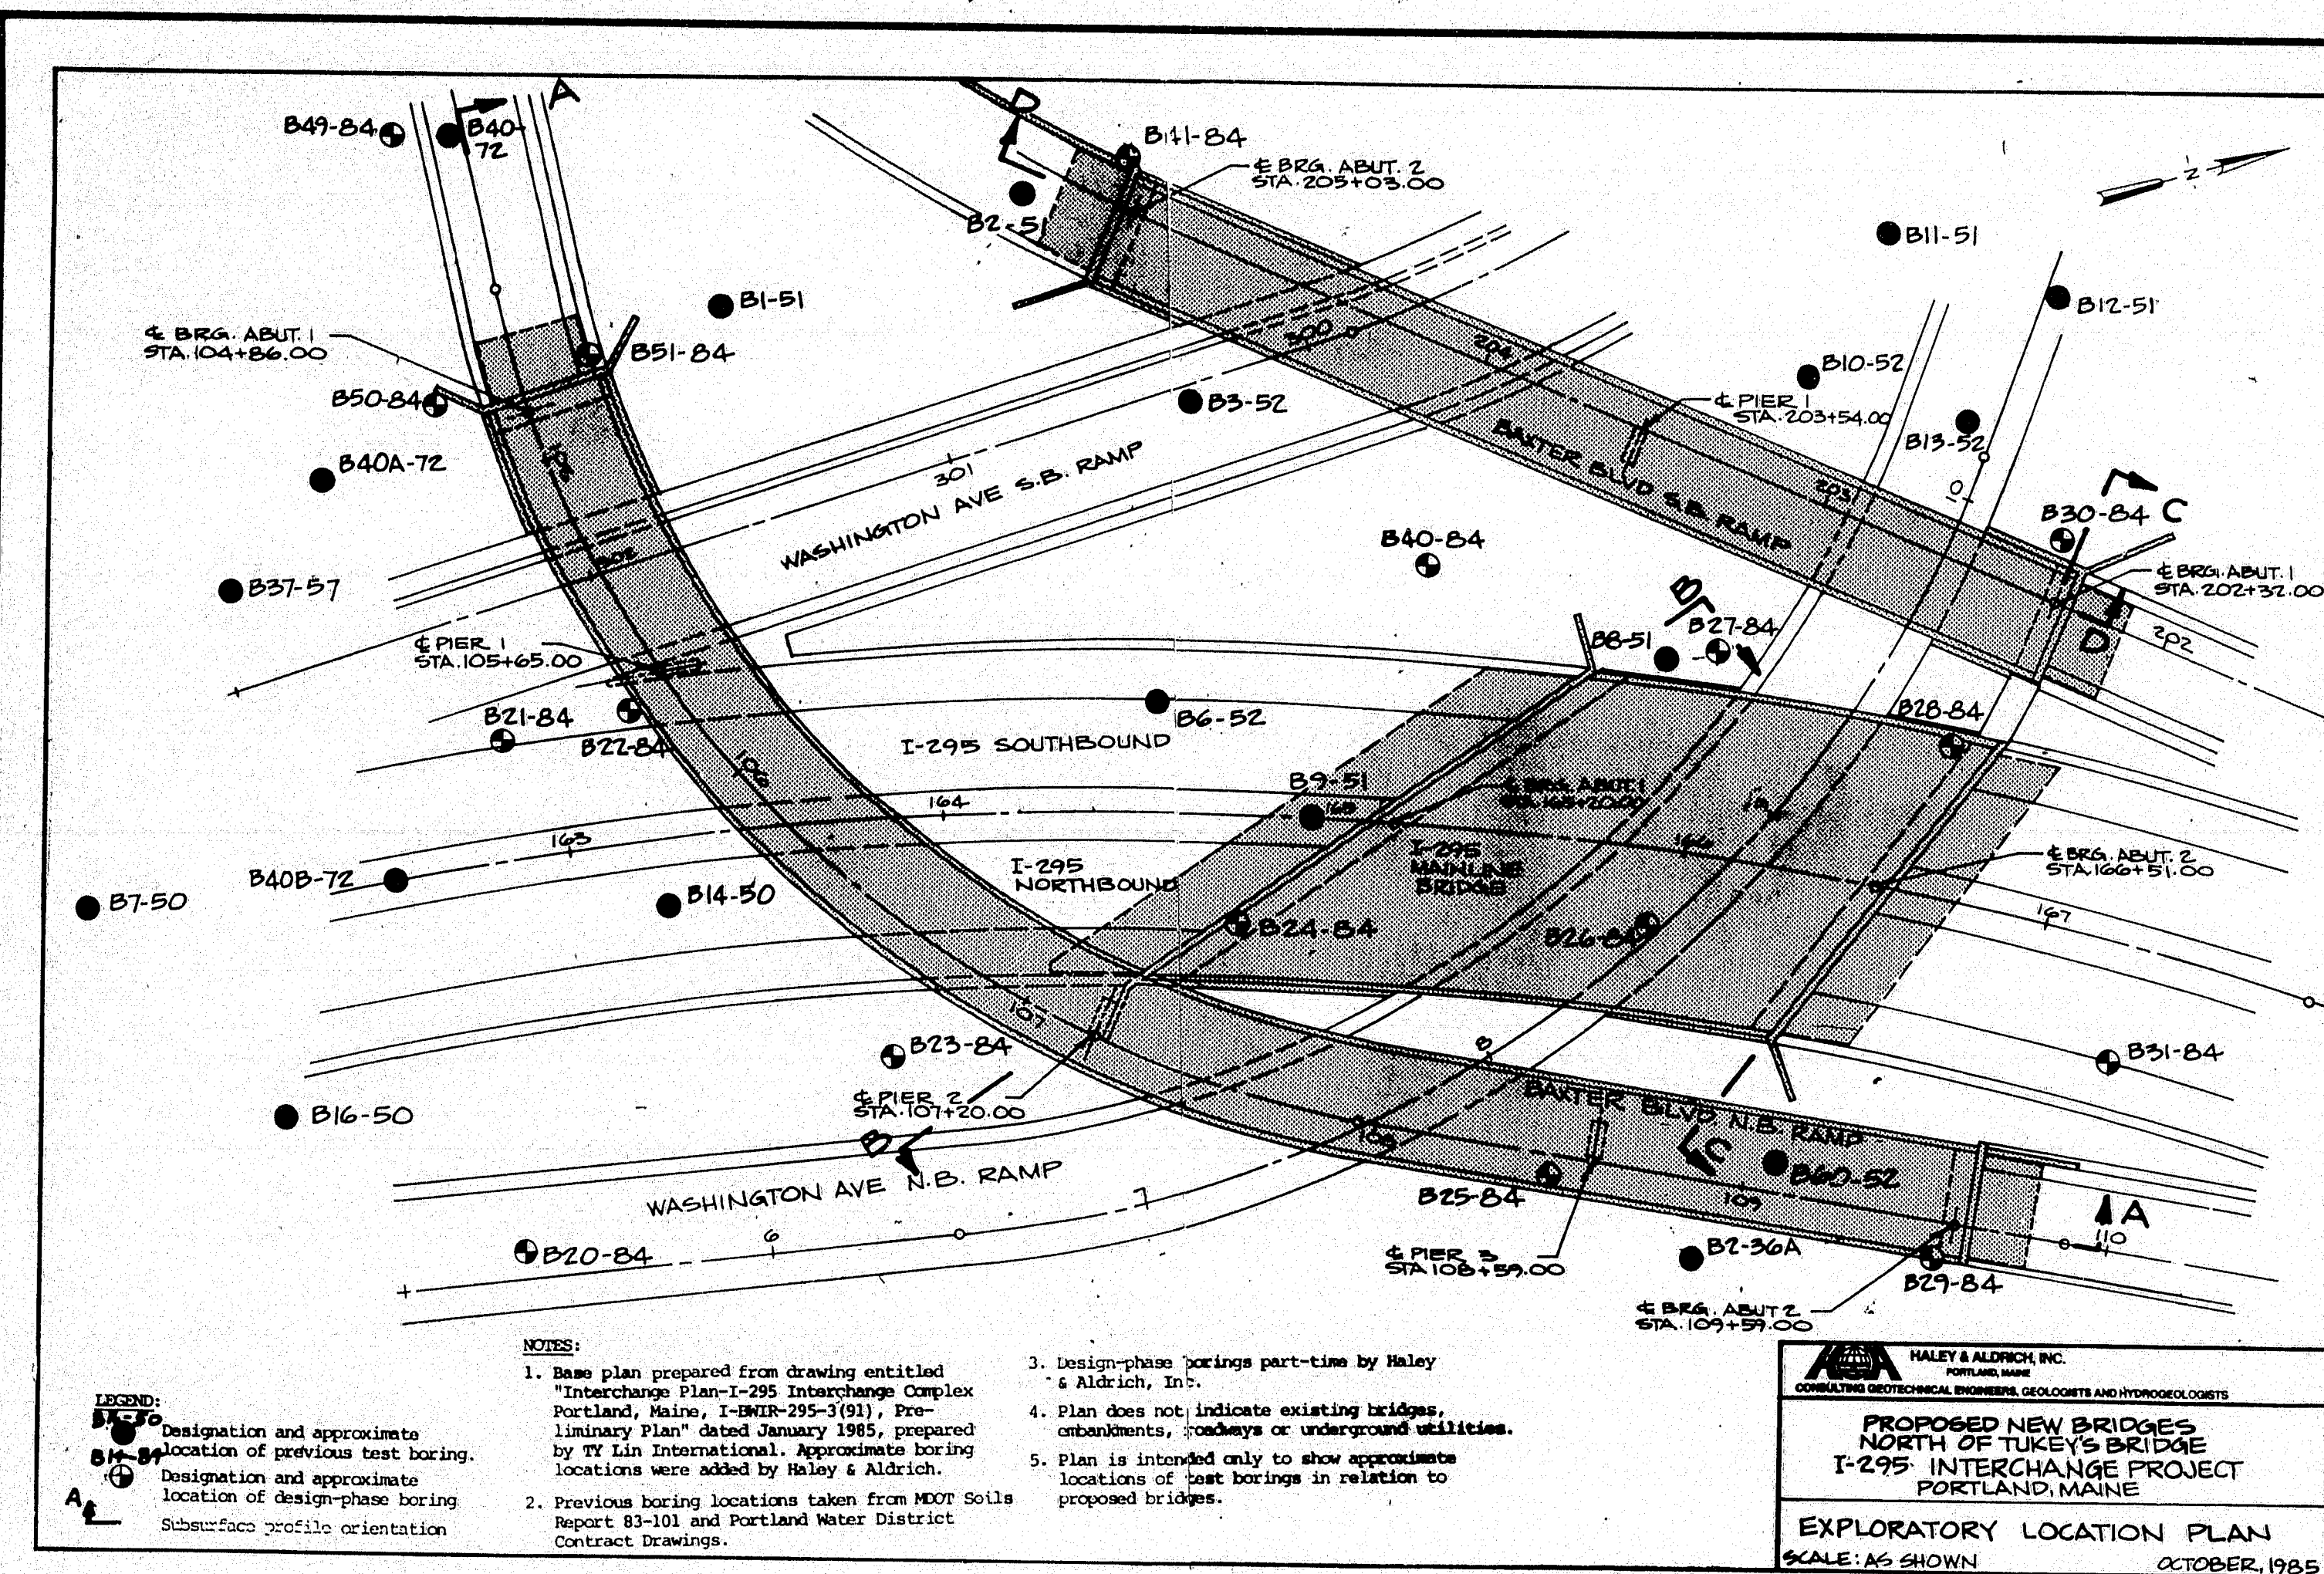 B49-84
B40-
72
A
D
B11-84
℄ BRG. ABUT. 2
STA. 205+03.00
N
B2-51
B11-51
B12-51
B1-51
℄ BRG. ABUT. 1
STA. 104+86.00
B51-84
300
204
B10-52
B50-84
B3-52
℄ PIER 1
STA. 203+54.00
B13-52
B40A-72
301
WASHINGTON AVE S.B. RAMP
BAXTER BLVD S.B. RAMP
203
0
C
B30-84
B40-84
302
B37-57
℄ BRG. ABUT. 1
STA. 202+32.00
B
B27-84
B8-51
D
202
℄ PIER 1
STA. 105+65.00
B21-84
B22-84
B6-52
B28-84
I-295 SOUTHBOUND
106
B9-51
165
℄ BRG. ABUT. 1
STA. 165+20.00
164
163
166
I-295
MAINLINE
BRIDGE
I-295
NORTHBOUND
℄ BRG. ABUT. 2
STA. 166+51.00
B40B-72
B7-50
B14-50
167
B24-84
B26-84
107
B23-84
8
B31-84
℄ PIER 2
STA. 107+20.00
BAXTER BLVD. N.B. RAMP
B16-50
108
B
C
B60-52
WASHINGTON AVE N.B. RAMP
7
B25-84
109
A
110
6
B20-84
℄ PIER 3
STA 108+59.00
B2-36A
B29-84
℄ BRG. ABUT 2
STA. 109+59.00
NOTES:
1. Base plan prepared from drawing entitled
"Interchange Plan-I-295 Interchange Complex
Portland, Maine, I-BWIR-295-3(91), Pre-
liminary Plan" dated January 1985, prepared
by TY Lin International. Approximate boring
locations were added by Haley & Aldrich.
2. Previous boring locations taken from MDOT Soils
Report 83-101 and Portland Water District
Contract Drawings.
3. Design-phase borings part-time by Haley
& Aldrich, Inc.
4. Plan does not indicate existing bridges,
embankments, roadways or underground utilities.
5. Plan is intended only to show approximate
locations of test borings in relation to
proposed bridges.
LEGEND:
Designation and approximate
location of previous test boring.
Designation and approximate
location of design-phase boring
A
Subsurface profile orientation
HALEY & ALDRICH, INC.
PORTLAND, MAINE
CONSULTING GEOTECHNICAL ENGINEERS, GEOLOGISTS AND HYDROGEOLOGISTS
PROPOSED NEW BRIDGES
NORTH OF TUKEY'S BRIDGE
I-295 INTERCHANGE PROJECT
PORTLAND, MAINE
EXPLORATORY LOCATION PLAN
SCALE: AS SHOWN
OCTOBER, 1985